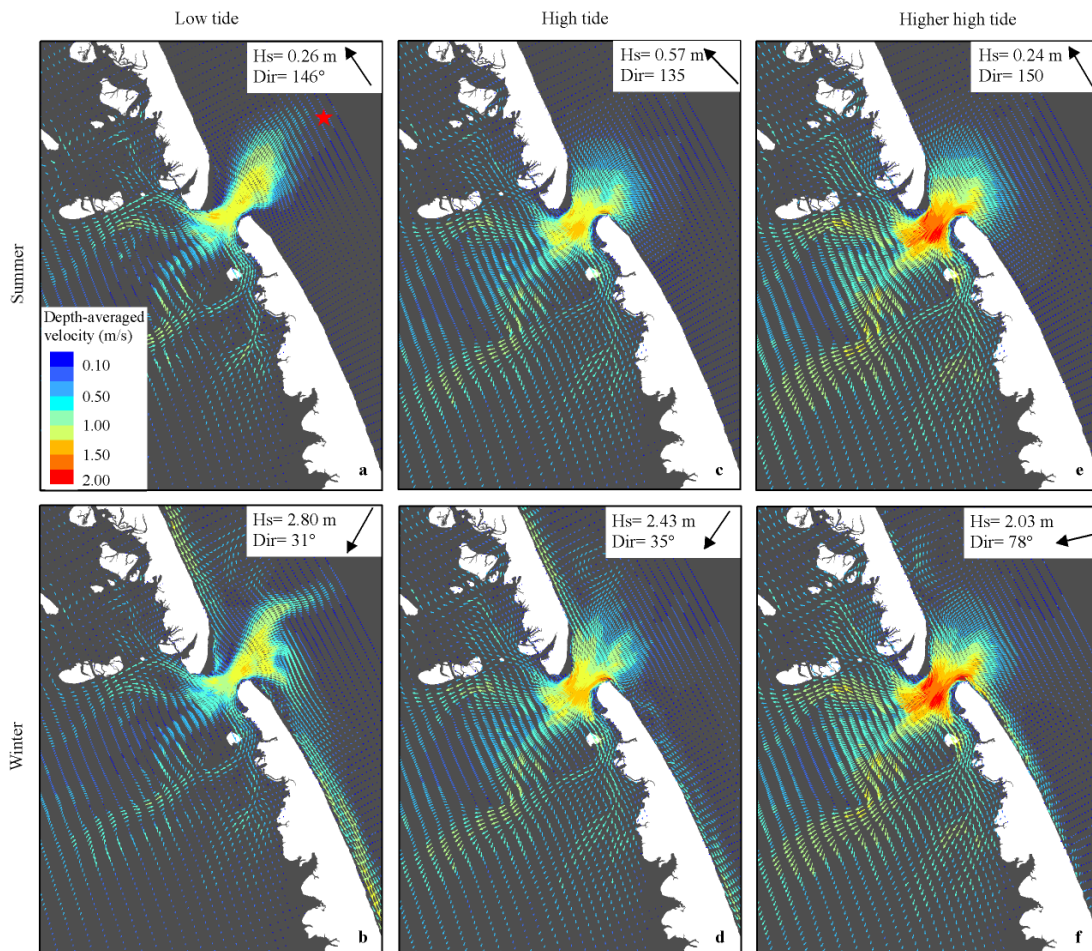 Low tide
High tide
Higher high tide
Summer
Hs = 0.26 m
Dir= 146°
a
Hs = 0.57 m
Dir= 135
c
Hs = 0.24 m
Dir= 150
e
Depth-averaged
velocity (m/s)
0.10
0.50
1.00
1.50
2.00
Winter
Hs = 2.80 m
Dir= 31°
b
Hs = 2.43 m
Dir= 35°
d
Hs = 2.03 m
Dir= 78°
f